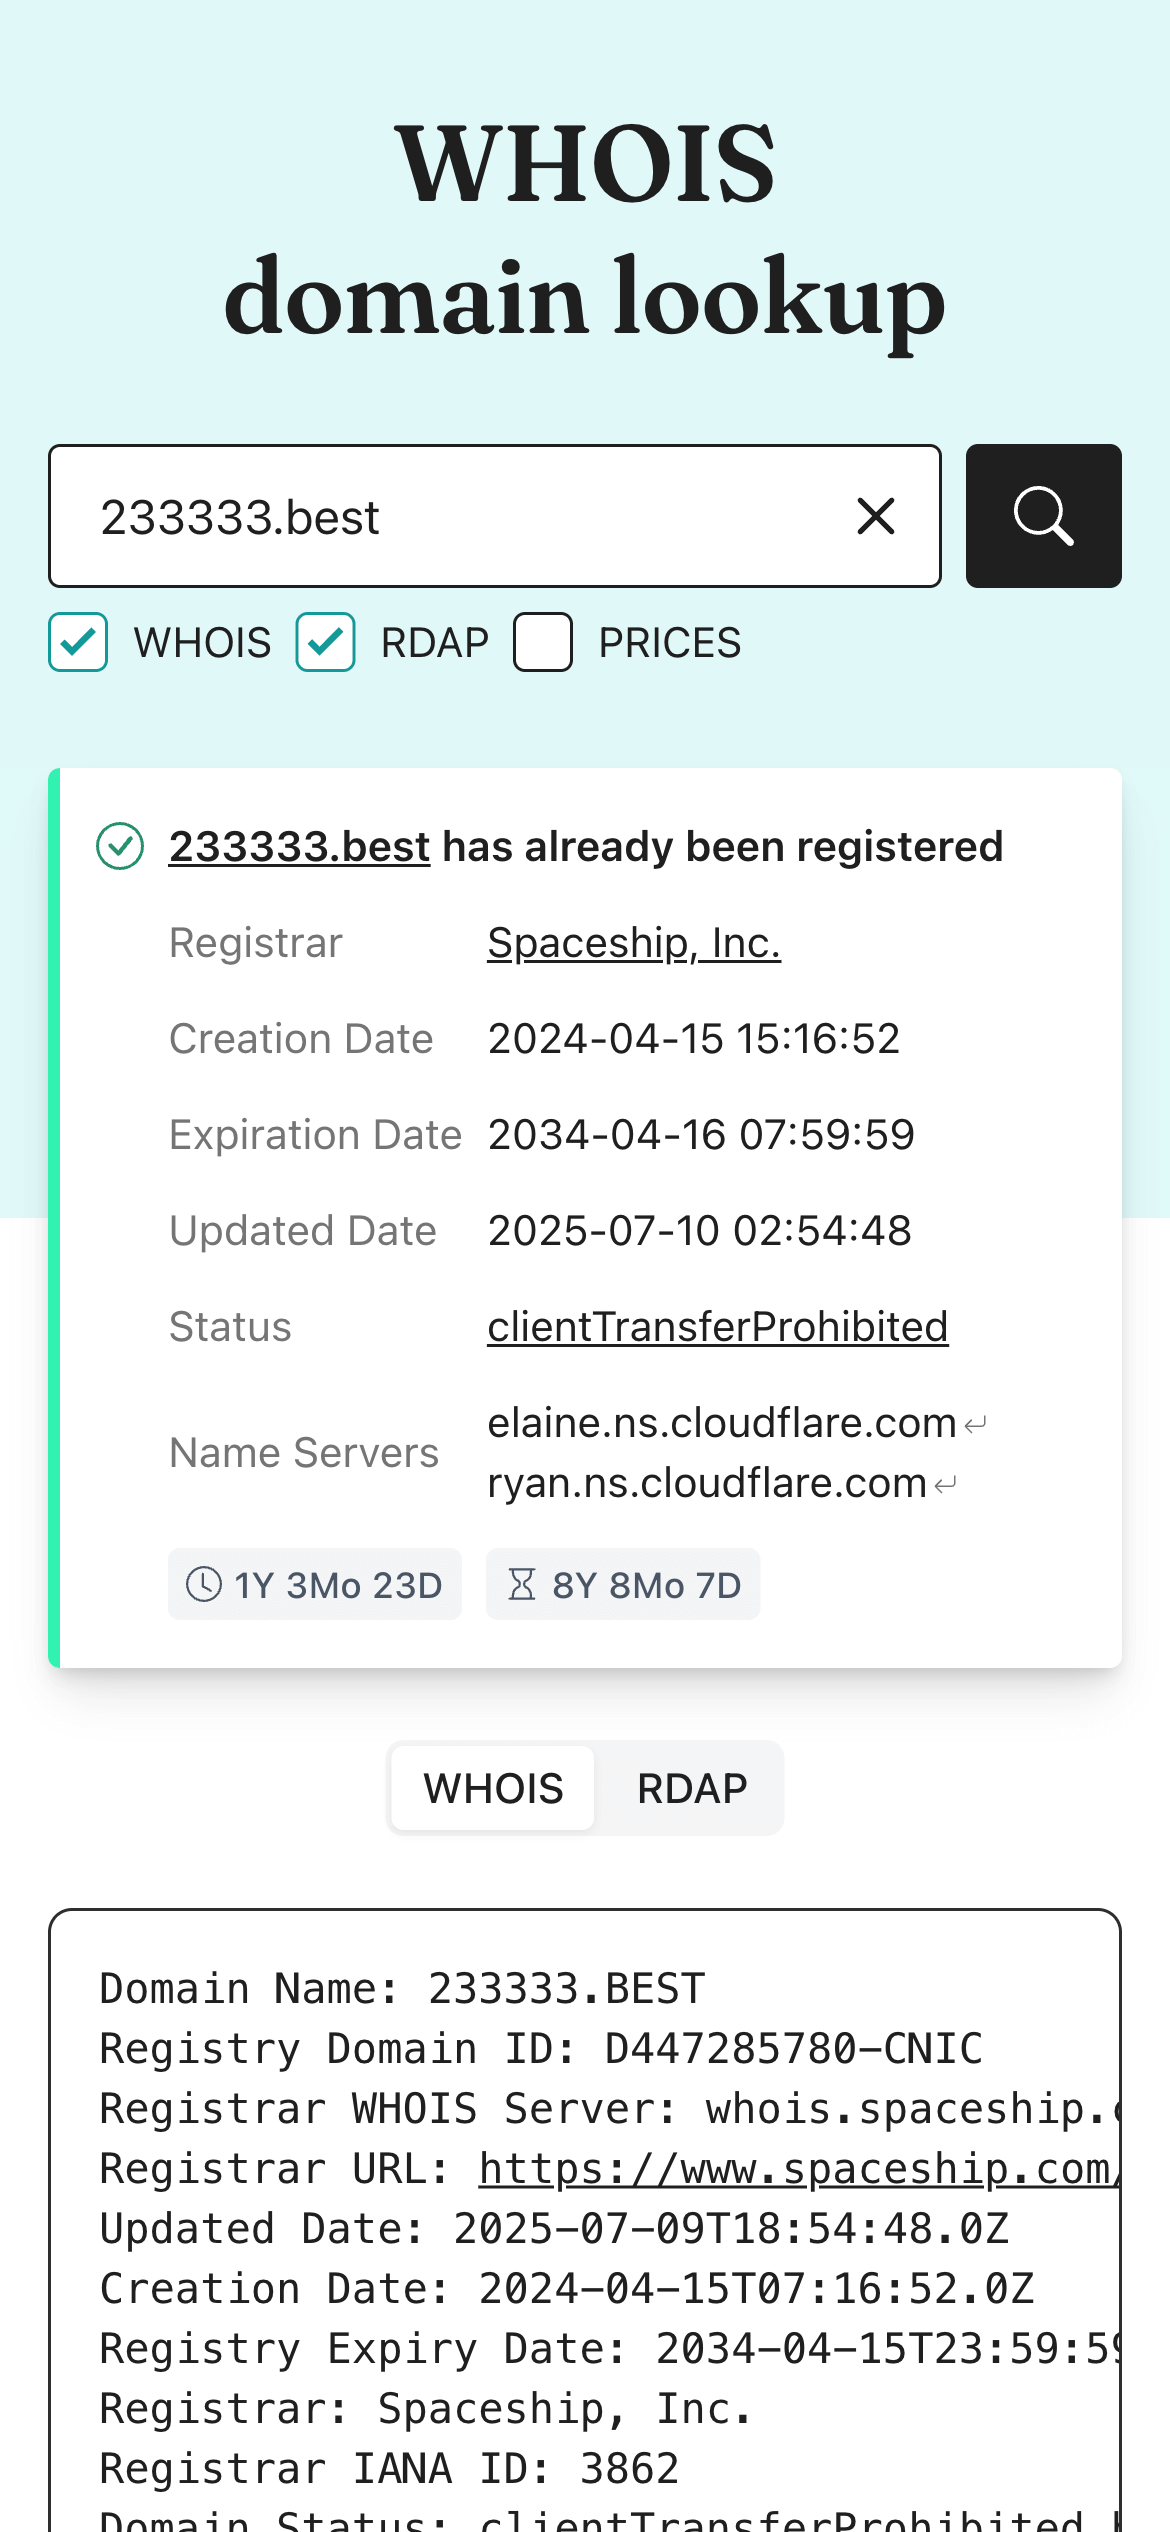 WHOIS
domain lookup
233333.best
WHOIS RDAP PRICES
233333.best has already been registered
Registrar Spaceship, Inc.
Creation Date 2024-04-15 15:16:52
Expiration Date 2034-04-16 07:59:59
Updated Date 2025-07-10 02:54:48
Status clientTransferProhibited
Name Servers elaine.ns.cloudflare.com
ryan.ns.cloudflare.com
1Y 3Mo 23D 8Y 8Mo 7D
WHOIS RDAP
Domain Name: 233333.BEST
Registry Domain ID: D447285780-CNIC
Registrar WHOIS Server: whois.spaceship.
Registrar URL: https://www.spaceship.com/
Updated Date: 2025-07-09T18:54:48.0Z
Creation Date: 2024-04-15T07:16:52.0Z
Registry Expiry Date: 2034-04-15T23:59:59
Registrar: Spaceship, Inc.
Registrar IANA ID: 3862
Domain Status: clientTransferProhibited